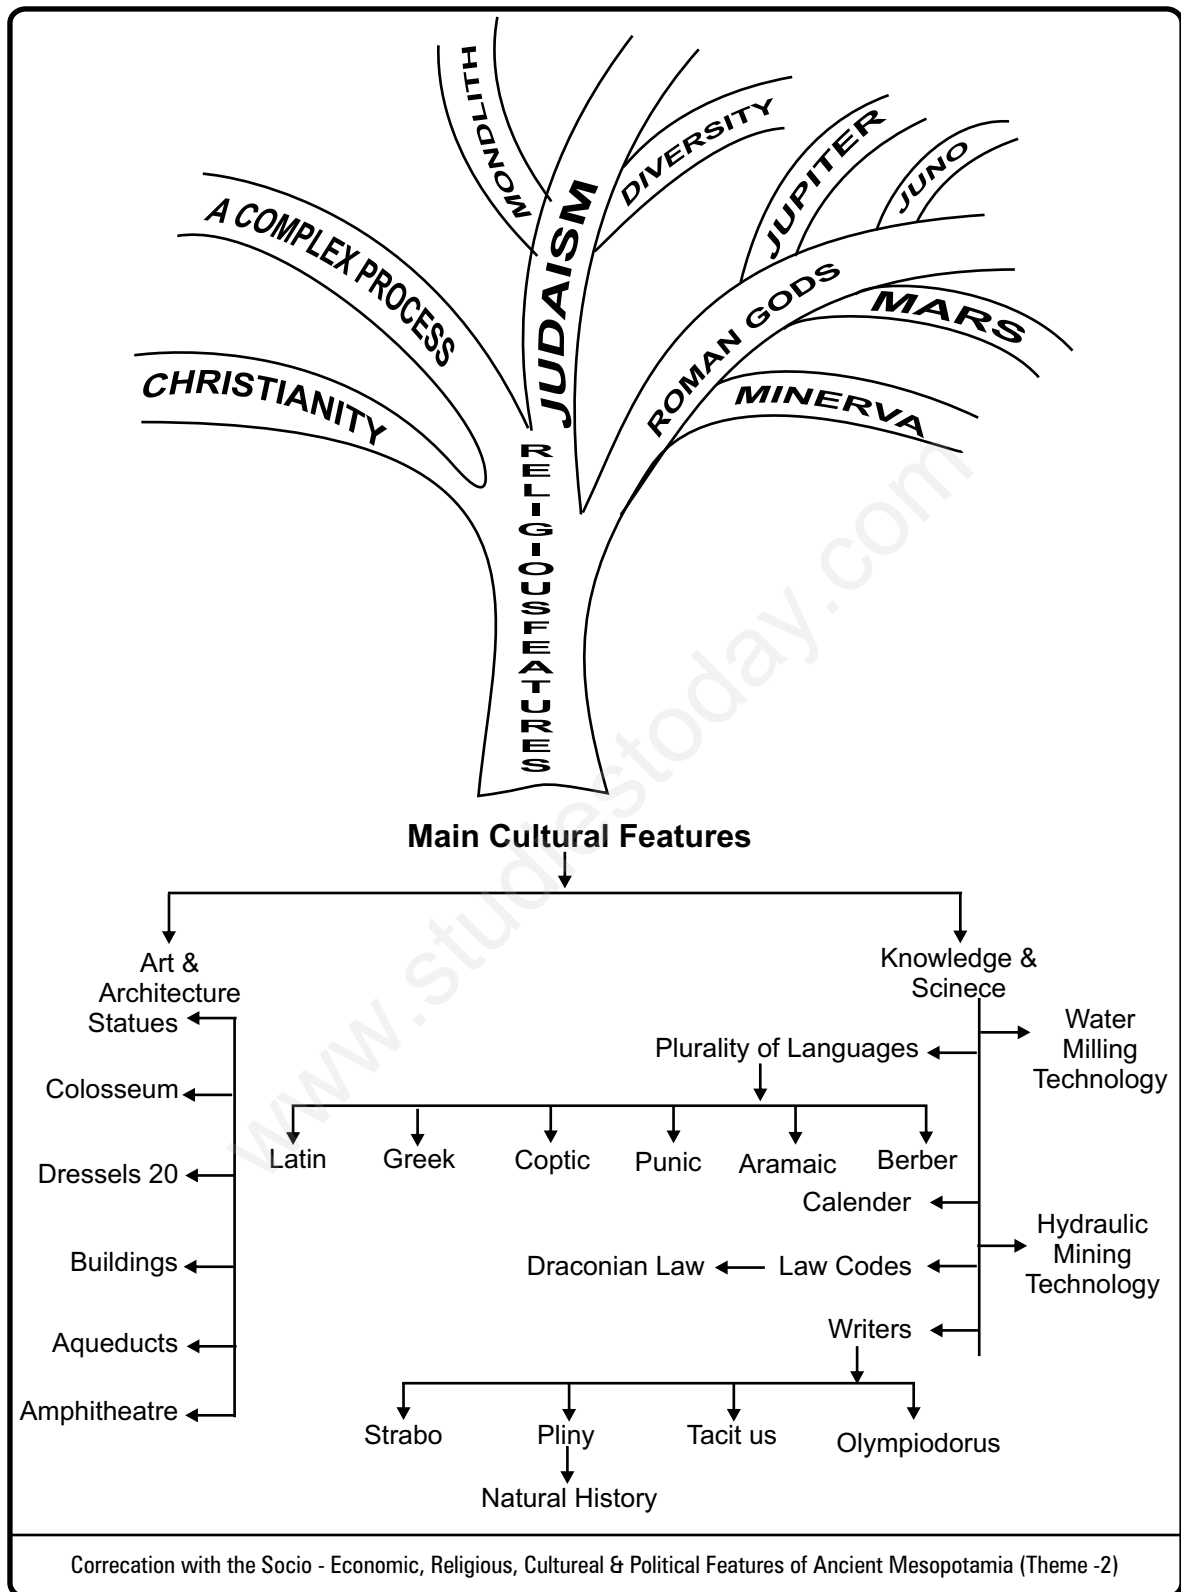 MONDLITH
JUDAISM
DIVERSITY
JUPITER
JUNO
A COMPLEX PROCESS
ROMAN GODS
MARS
CHRISTIANITY
MINERVA
RELIGIOUSFEATURES
Main Cultural Features
Art &
Architecture
Statues
Colosseum
Dressels 20
Buildings
Aqueducts
Amphitheatre
Knowledge &
Scinece
Water
Milling
Technology
Plurality of Languages
Latin
Greek
Coptic
Punic
Aramaic
Berber
Calender
Hydraulic
Mining
Technology
Draconian Law
Law Codes
Writers
Strabo
Pliny
Tacit us
Olympiodorus
Natural History
Correcation with the Socio - Economic, Religious, Cultureal & Political Features of Ancient Mesopotamia (Theme -2)
www.studiestoday.com